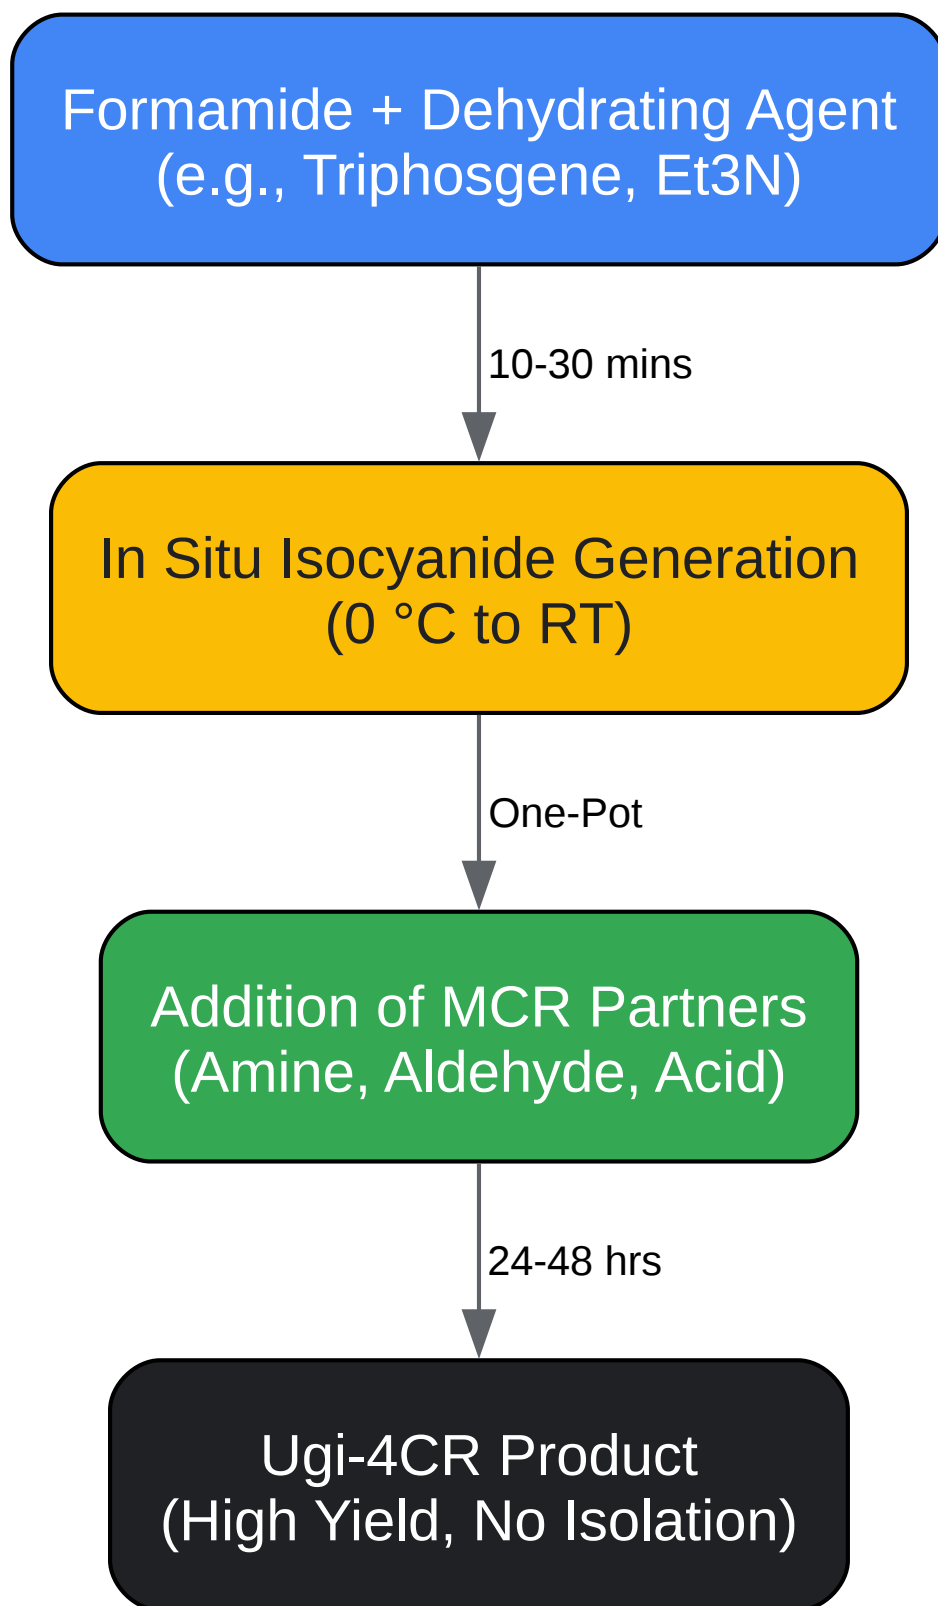 Formamide + Dehydrating Agent
(e.g., Triphosgene, Et3N)
10-30 mins
In Situ Isocyanide Generation
(0 °C to RT)
One-Pot
Addition of MCR Partners
(Amine, Aldehyde, Acid)
24-48 hrs
Ugi-4CR Product
(High Yield, No Isolation)